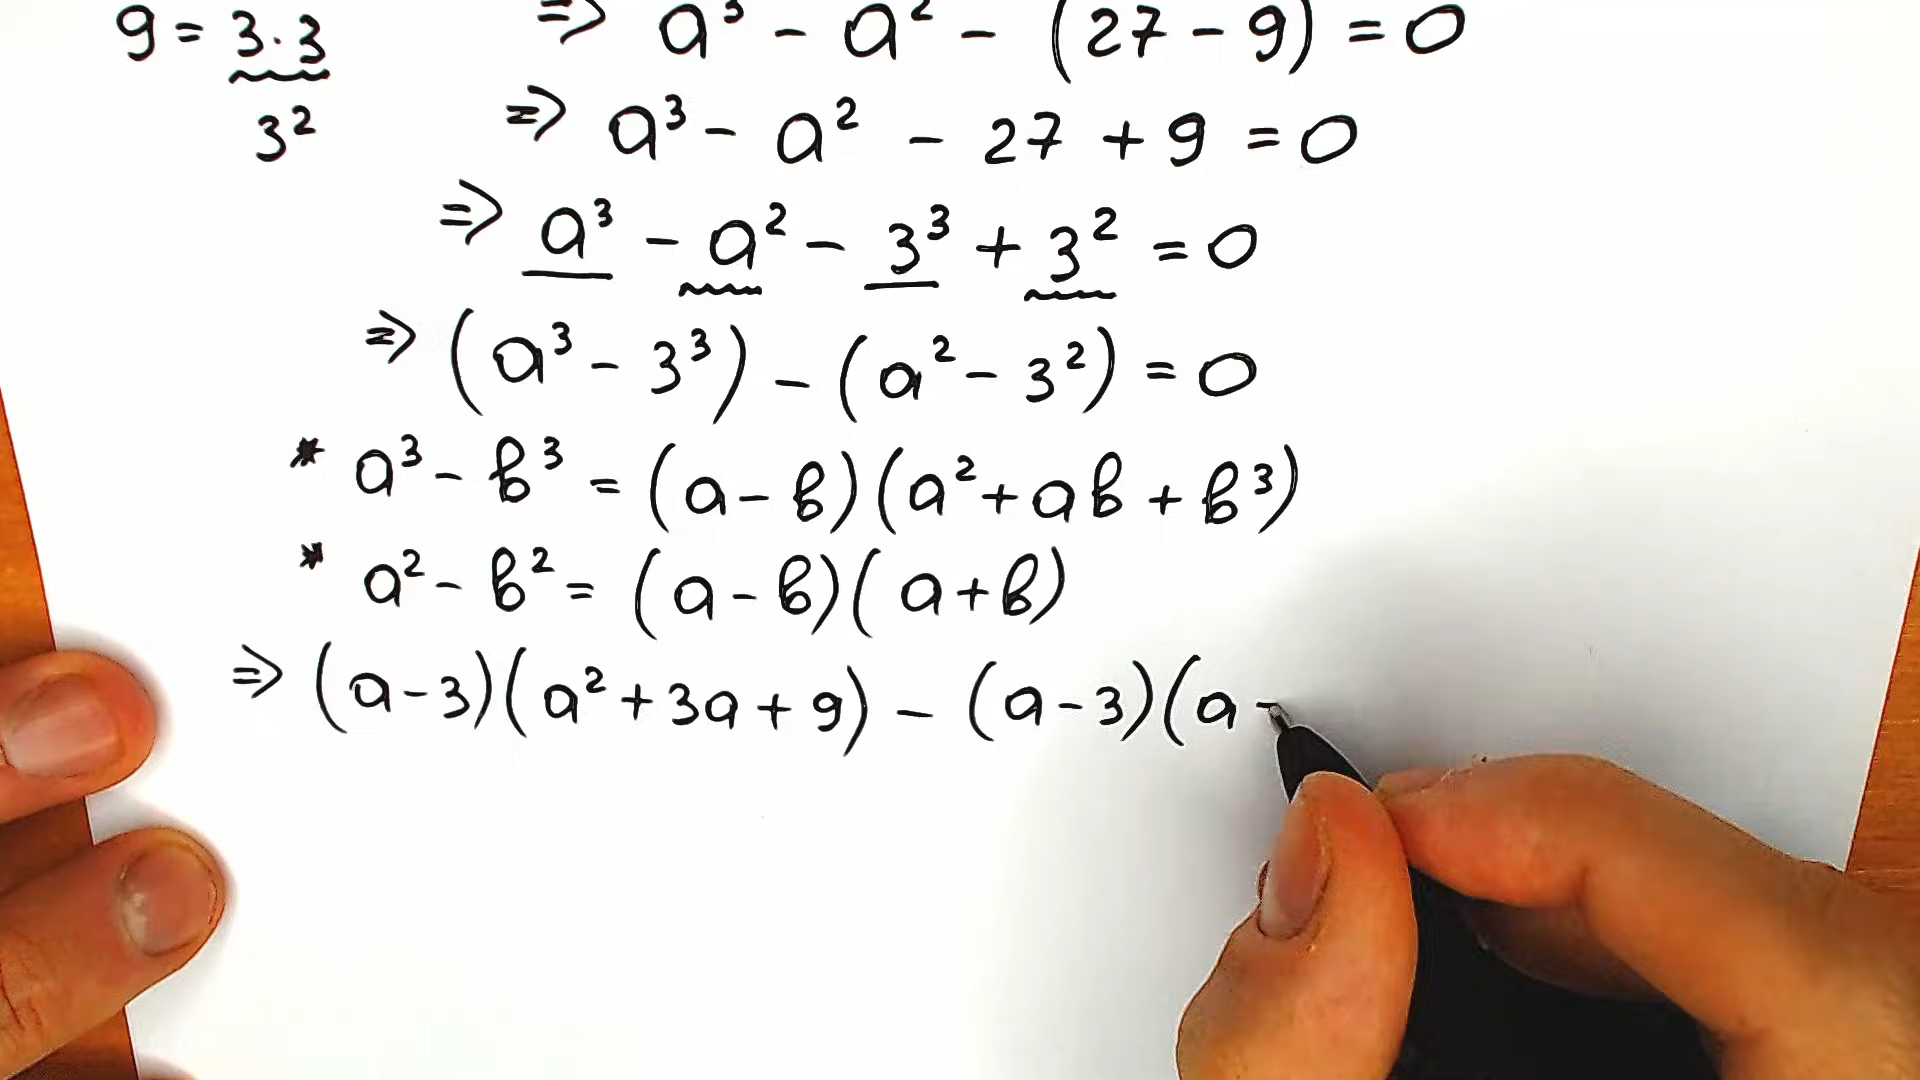 9 = 3·3
3²
=> a³ - a² - (27 - 9) = 0
=> a³ - a² - 27 + 9 = 0
=> a³ - a² - 3³ + 3² = 0
=> (a³ - 3³) - (a² - 3²) = 0
* a³ - b³ = (a - b)(a² + ab + b³)
* a² - b² = (a - b)(a + b)
=> (a - 3)(a² + 3a + 9) - (a - 3)(a -